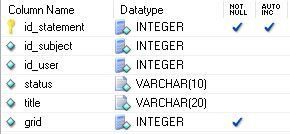 Column Name Datatype NOT NULL AUTO INC
id_statement INTEGER
id_subject INTEGER
id_user INTEGER
status VARCHAR(10)
title VARCHAR(20)
grid INTEGER